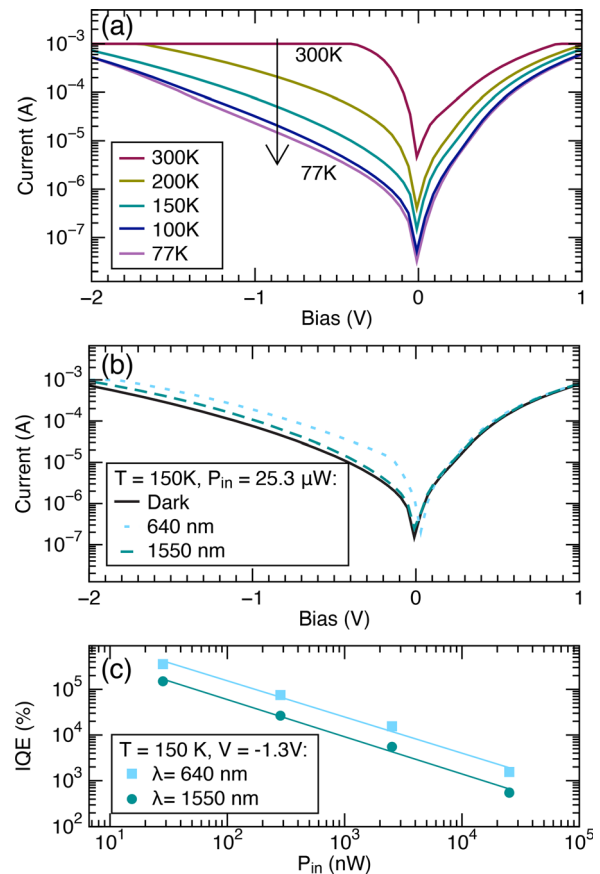 (a)
10⁻³
10⁻⁴
10⁻⁵
10⁻⁶
10⁻⁷
Current (A)
300K
77K
300K
200K
150K
100K
77K
-2
-1
0
1
Bias (V)
(b)
10⁻³
10⁻⁴
10⁻⁵
10⁻⁶
10⁻⁷
Current (A)
T = 150K, Pin = 25.3 µW:
Dark
640 nm
1550 nm
-2
-1
0
1
Bias (V)
(c)
10⁵
10⁴
10³
10²
IQE (%)
T = 150 K, V = -1.3V:
λ= 640 nm
λ= 1550 nm
10¹
10²
10³
10⁴
10⁵
Pin (nW)